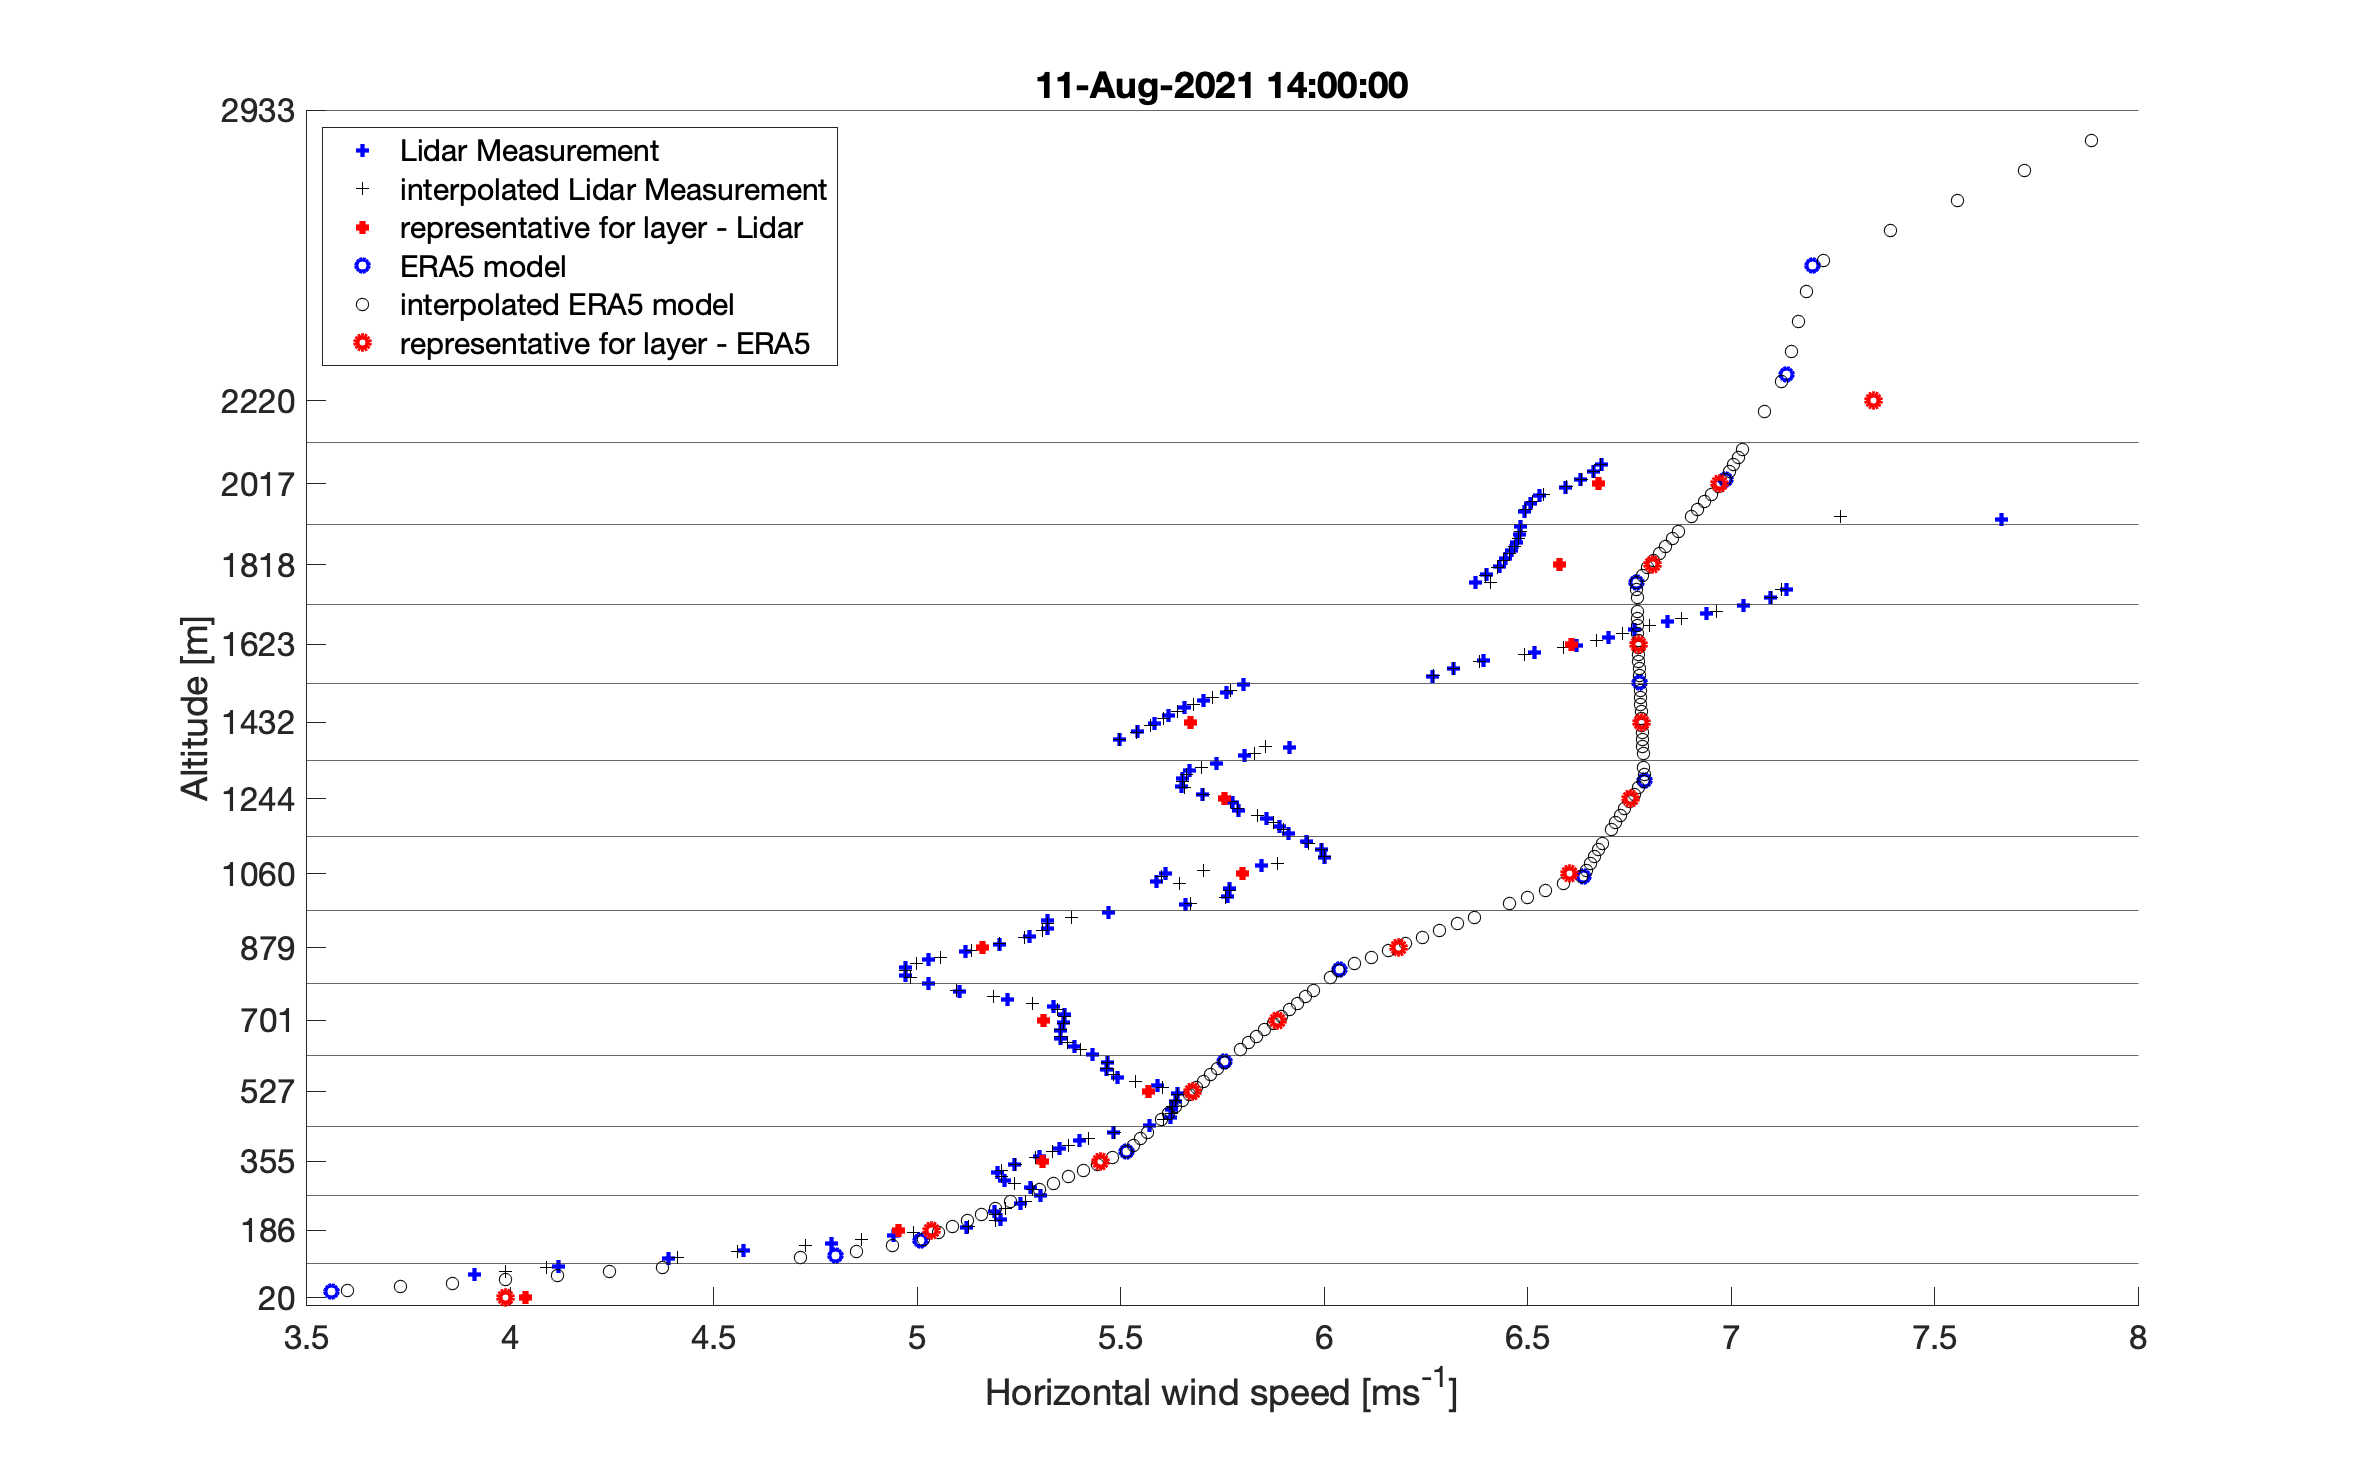 11-Aug-2021 14:00:00
2933
Lidar Measurement
interpolated Lidar Measurement
representative for layer - Lidar
ERA5 model
interpolated ERA5 model
representative for layer - ERA5
2220
2017
1818
1623
1432
1244
1060
879
701
527
355
186
20
Altitude [m]
3.5 4 4.5 5 5.5 6 6.5 7 7.5 8
Horizontal wind speed [ms⁻¹]